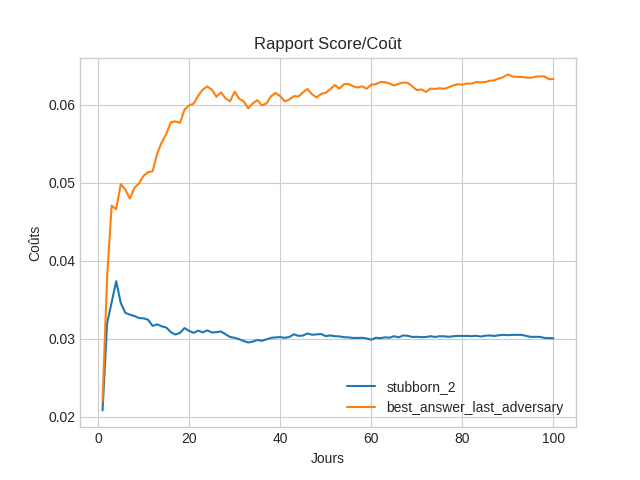 Rapport Score/Coût
0.06
0.05
0.04
0.03
0.02
Coûts
stubborn_2
best_answer_last_adversary
0 20 40 60 80 100
Jours